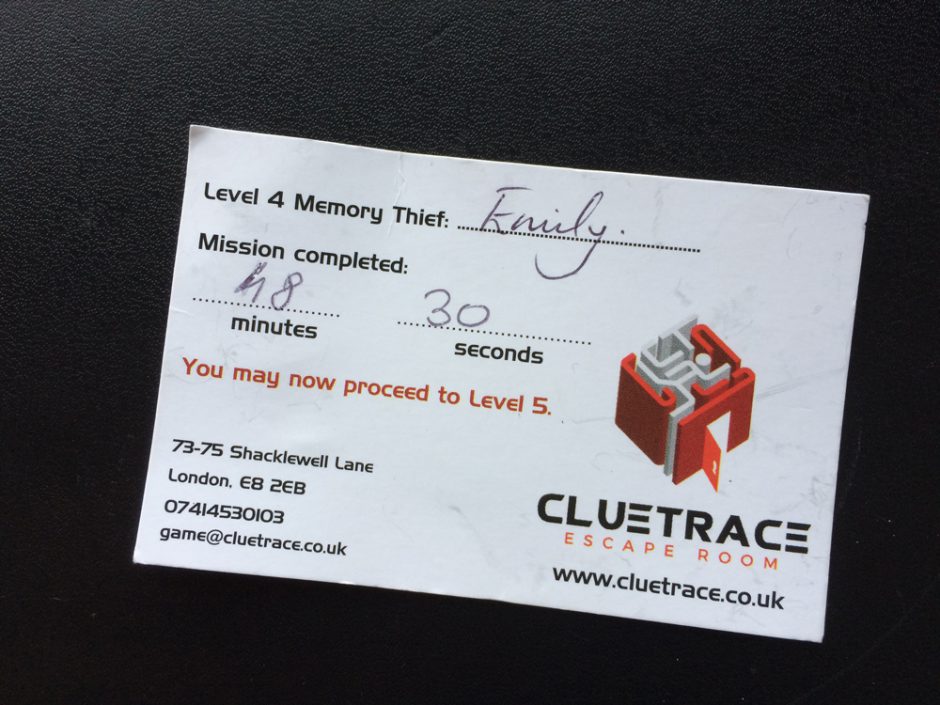 Level 4 Memory Thief: Emily.
Mission completed:
48 30
minutes seconds
You may now proceed to Level 5.
73-75 Shacklewell Lane
London, E8 2EB
07414530103
game@cluetrace.co.uk
CLUETRACE
ESCAPE ROOM
www.cluetrace.co.uk